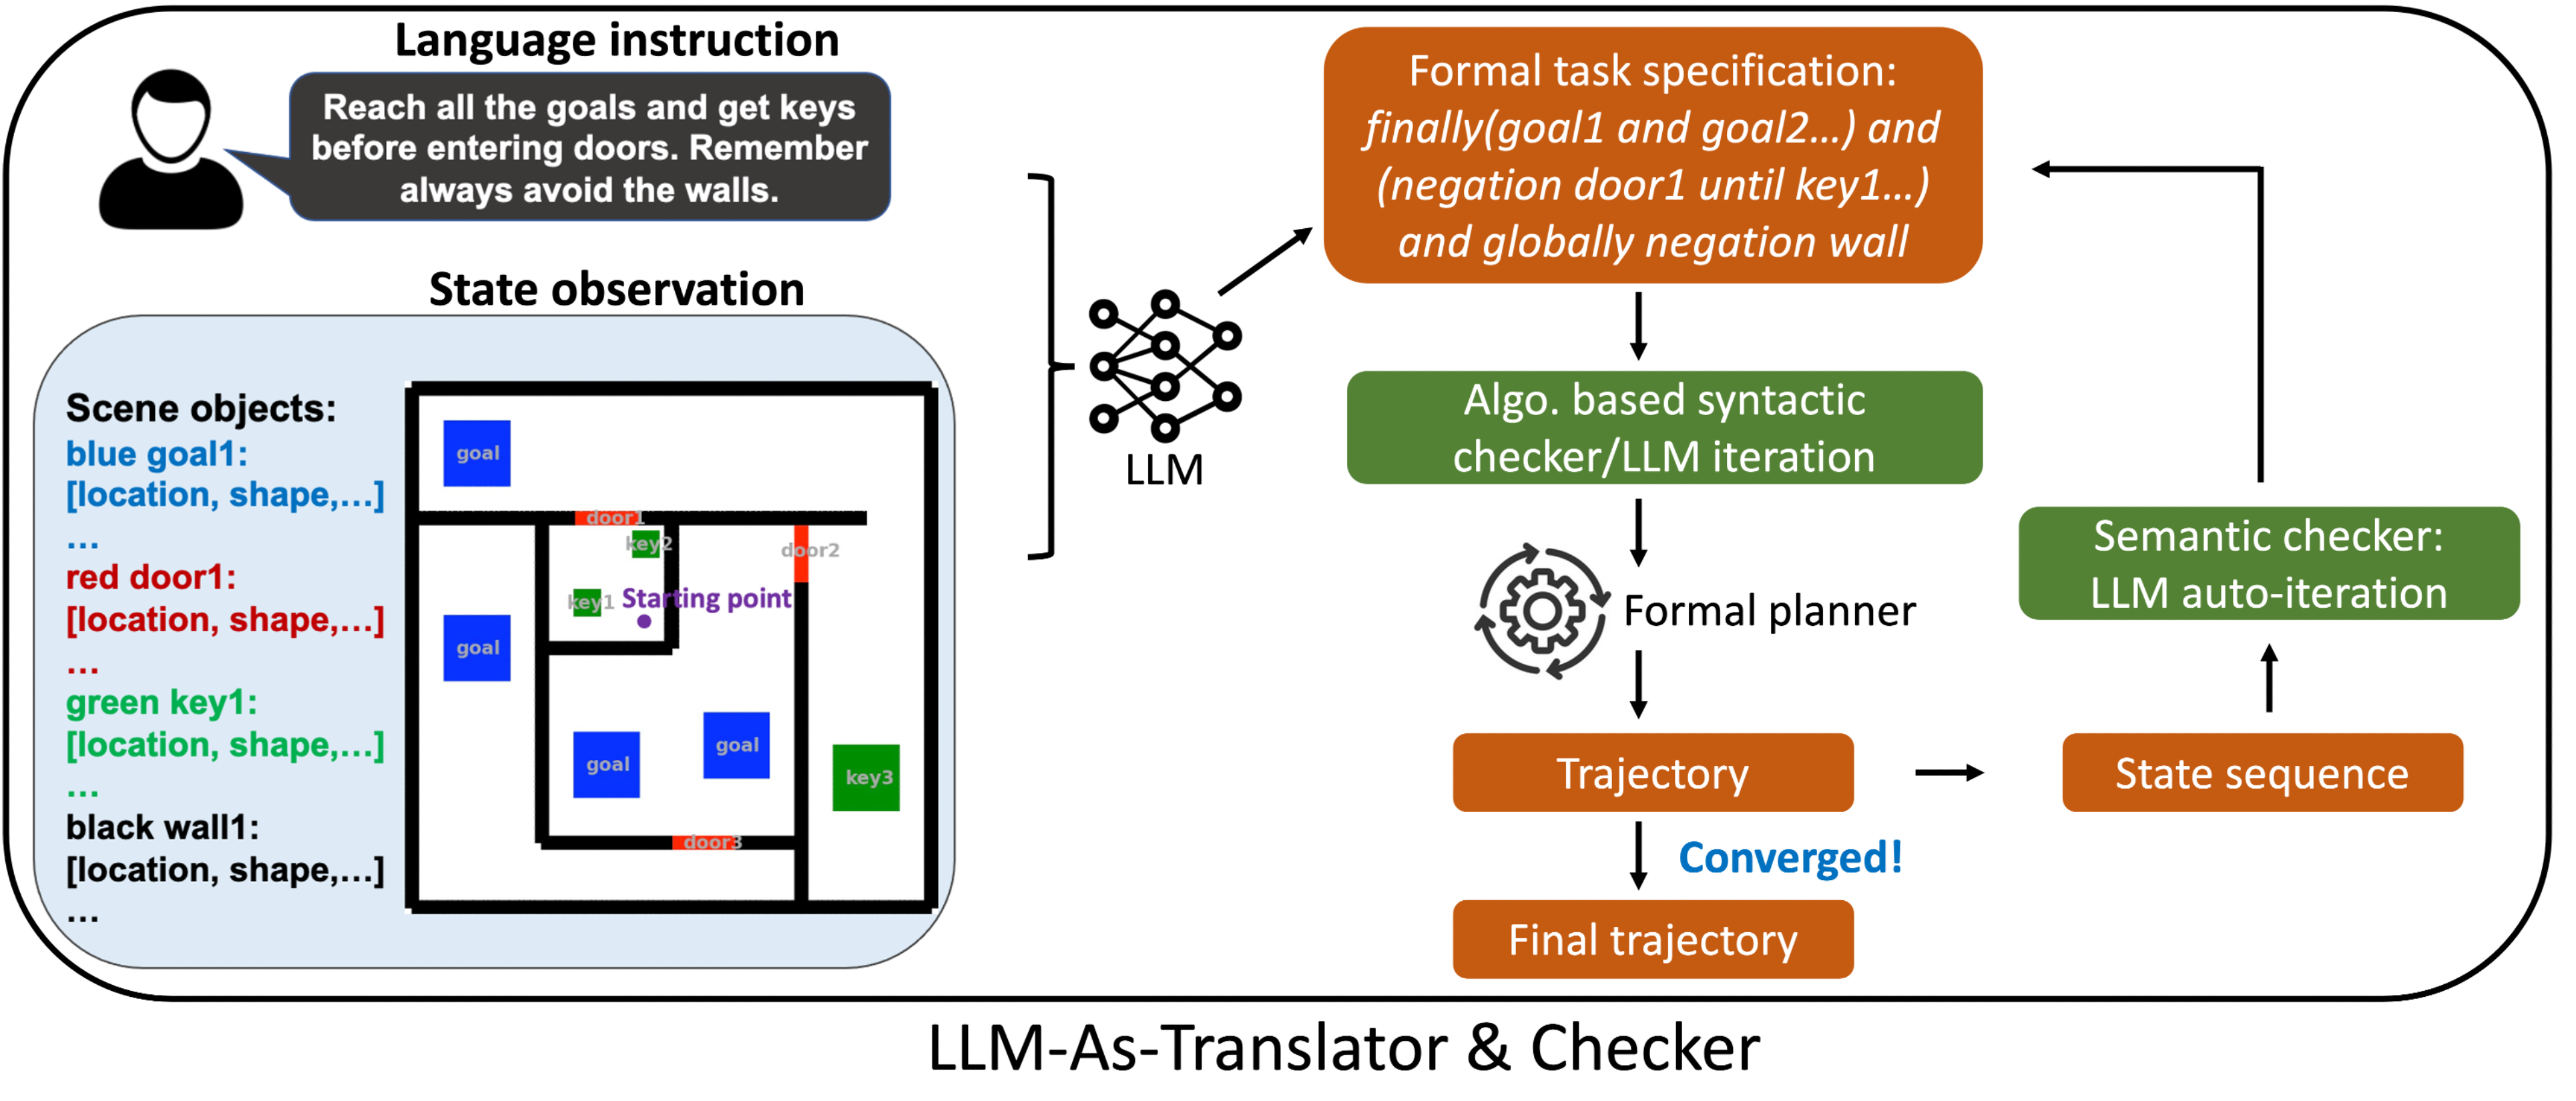 Language instruction
Reach all the goals and get keys
before entering doors. Remember
always avoid the walls.
State observation
Scene objects:
blue goal1:
[location, shape,...]
...
red door1:
[location, shape,...]
...
green key1:
[location, shape,...]
...
black wall1:
[location, shape,...]
...
goal
door1
key2
door2
key1
Starting point
goal
goal
goal
key3
door3
LLM
Formal task specification:
finally(goal1 and goal2...) and
(negation door1 until key1...)
and globally negation wall
Algo. based syntactic
checker/LLM iteration
Formal planner
Trajectory
Converged!
Final trajectory
State sequence
Semantic checker:
LLM auto-iteration
LLM-As-Translator & Checker